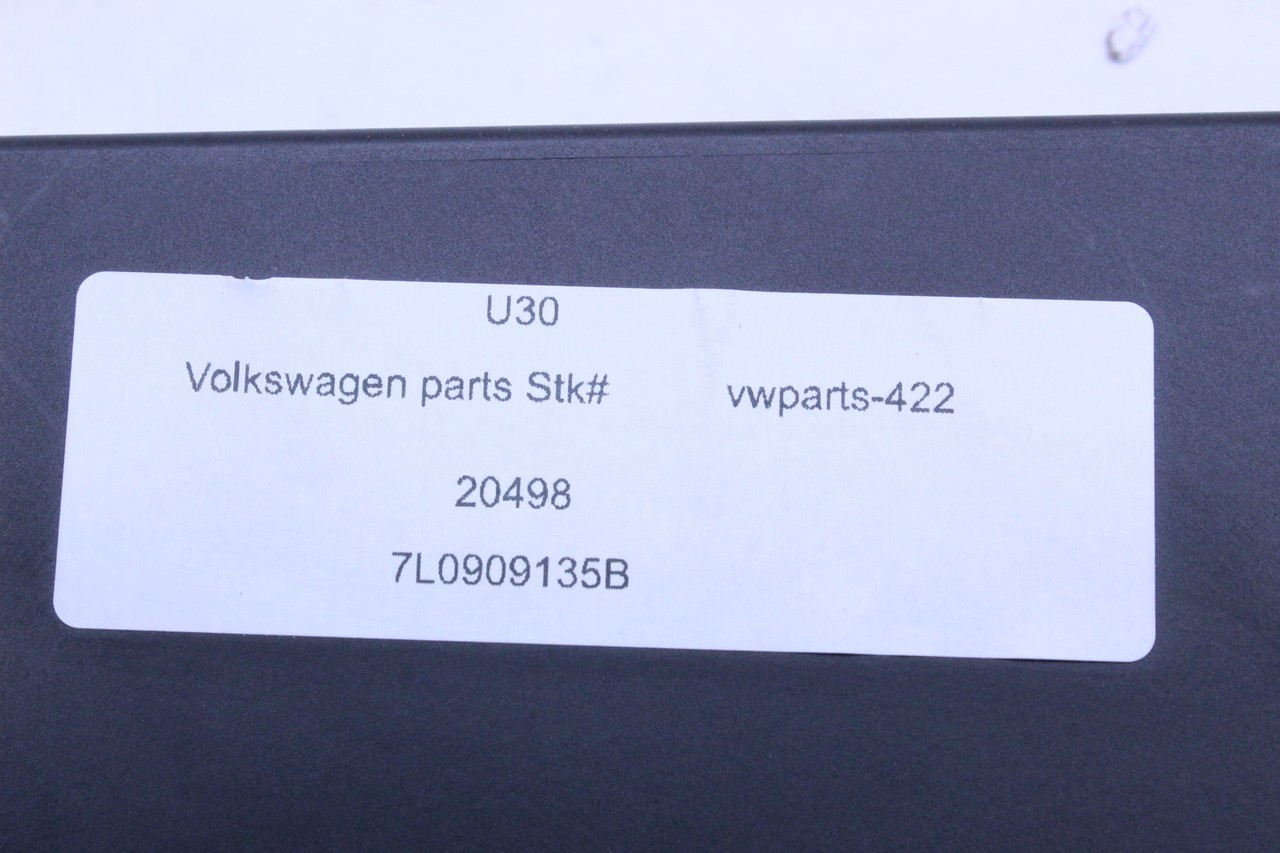 U30
Volkswagen parts Stk# vwparts-422
20498
7L0909135B